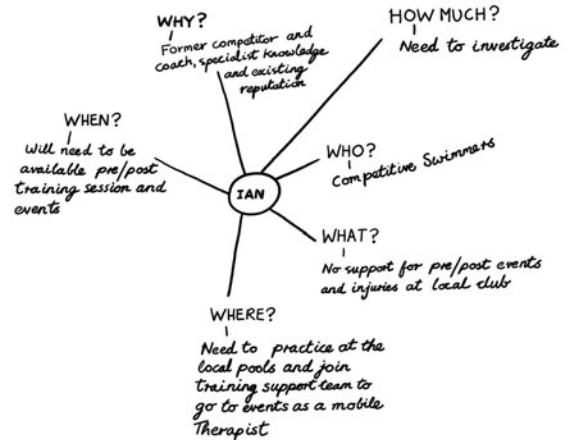 WHY?
Former competitor and
coach, specialist knowledge
and existing
reputation
HOW MUCH?
Need to investigate
WHEN?
Will need to be
available pre/post
training session and
events
WHO?
Competitive Swimmers
IAN
WHAT?
No support for pre/post events
and injuries at local club
WHERE?
Need to practice at the
local pools and join
training support team to
go to events as a mobile
Therapist